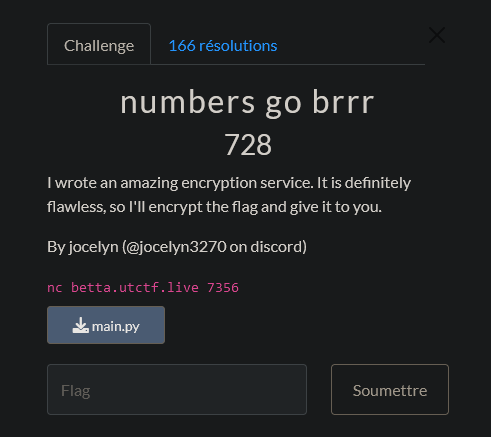 Challenge
166 résolutions
numbers go brrr
728
I wrote an amazing encryption service. It is definitely
flawless, so I'll encrypt the flag and give it to you.
By jocelyn (@jocelyn3270 on discord)
nc betta.utctf.live 7356
main.py
Flag
Soumettre